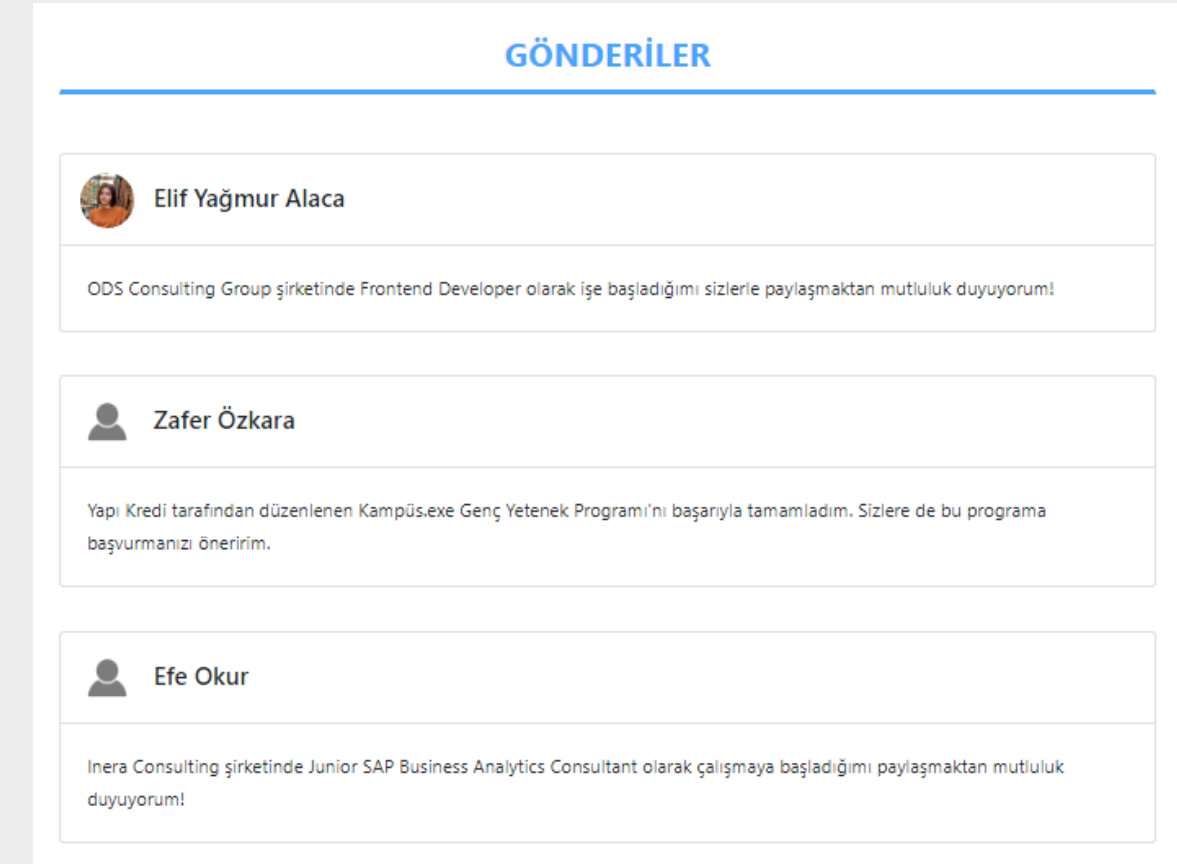 GÖNDERİLER
Elif Yağmur Alaca
ODS Consulting Group şirketinde Frontend Developer olarak işe başladığımı sizlerle paylaşmaktan mutluluk duyuyorum!
Zafer Özkara
Yapı Kredi tarafından düzenlenen Kampüs.exe Genç Yetenek Programı'nı başarıyla tamamladım. Sizlere de bu programa
başvurmanızı öneririm.
Efe Okur
Inera Consulting şirketinde Junior SAP Business Analytics Consultant olarak çalışmaya başladığımı paylaşmaktan mutluluk
duyuyorum!